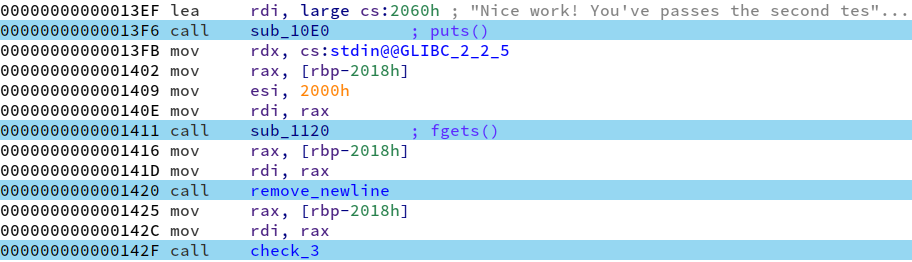 00000000000013EF lea rdi, large cs:2060h ; "Nice work! You've passes the second tes"...
00000000000013F6 call sub_10E0 ; puts()
00000000000013FB mov rdx, cs:stdin@@GLIBC_2_2_5
0000000000001402 mov rax, [rbp-2018h]
0000000000001409 mov esi, 2000h
000000000000140E mov rdi, rax
0000000000001411 call sub_1120 ; fgets()
0000000000001416 mov rax, [rbp-2018h]
000000000000141D mov rdi, rax
0000000000001420 call remove_newline
0000000000001425 mov rax, [rbp-2018h]
000000000000142C mov rdi, rax
000000000000142F call check_3